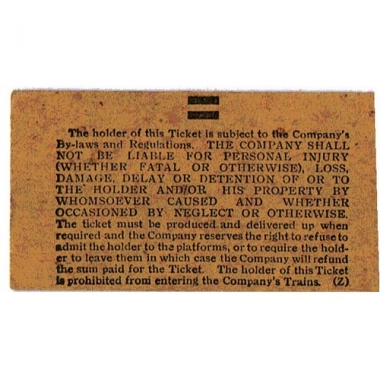 The holder of this Ticket is subject to the Company's
By-laws and Regulations. THE COMPANY SHALL
NOT BE LIABLE FOR PERSONAL INJURY
(WHETHER FATAL OR OTHERWISE), LOSS,
DAMAGE, DELAY OR DETENTION OF OR TO
THE HOLDER AND/OR HIS PROPERTY BY
WHOMSOEVER CAUSED AND WHETHER
OCCASIONED BY NEGLECT OR OTHERWISE.
The ticket must be produced and delivered up when
required and the Company reserves the right to refuse to
admit the holder to the platforms, or to require the hold-
er to leave them in which case the Company will refund
the sum paid for the Ticket. The holder of this Ticket
is prohibited from entering the Company's Trains. (Z)